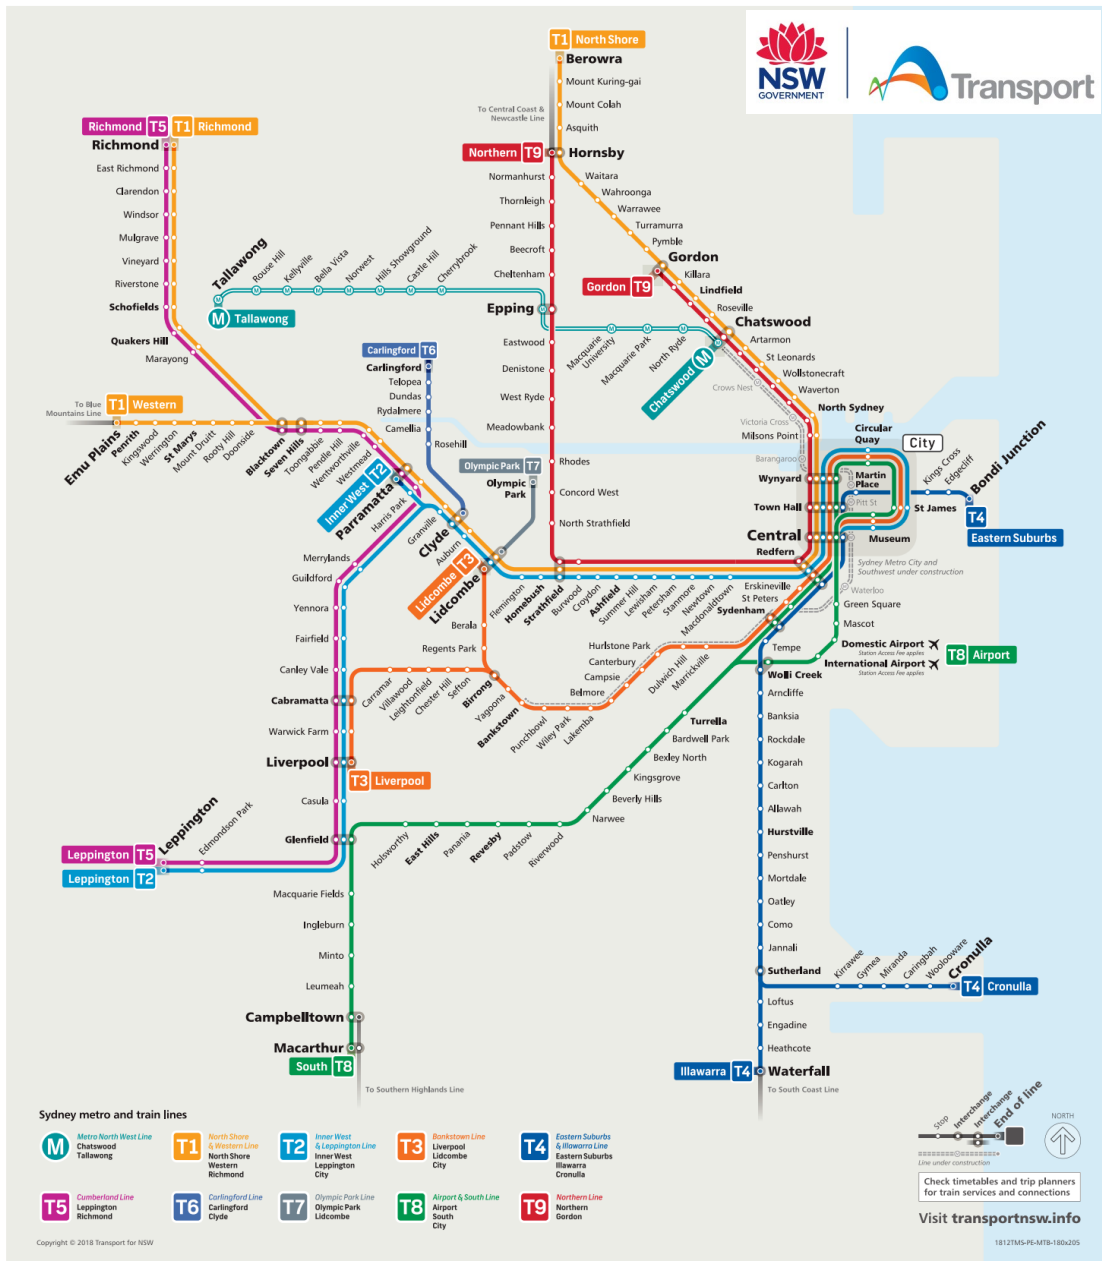 T1 North Shore
Berowra
Mount Kuring-gai
Mount Colah
Asquith
To Central Coast &
Newcastle Line
NSW
GOVERNMENT
Transport
Richmond T5
T1 Richmond
Richmond
East Richmond
Clarendon
Windsor
Mulgrave
Vineyard
Riverstone
Schofields
Quakers Hill
Marayong
Northern T9
Hornsby
Normanhurst
Thornleigh
Pennant Hills
Beecroft
Cheltenham
Epping
Eastwood
Denistone
West Ryde
Meadowbank
Rhodes
Concord West
North Strathfield
Waitara
Wahroonga
Warrawee
Turramurra
Pymble
Gordon
Gordon T9
Killara
Lindfield
Roseville
Chatswood
Artarmon
St Leonards
Wollstonecraft
Waverton
North Sydney
Milsons Point
Tallawong
M Tallawong
Rouse Hill
Kellyville
Bella Vista
Norwest
Hills Showground
Castle Hill
Cherrybrook
Macquarie
University
Macquarie Park
North Ryde
Chatswood M
Crows Nest
Victoria Cross
Barangaroo
Carlingford T6
Carlingford
Telopea
Dundas
Rydalmere
Camellia
Rosehill
Olympic Park T7
Olympic
Park
To Blue
Mountains Line
T1 Western
Emu Plains
Penrith
Kingswood
Werrington
St Marys
Mount Druitt
Rooty Hill
Doonside
Blacktown
Seven Hills
Toongabbie
Pendle Hill
Wentworthville
Westmead
Inner West T2
Parramatta
Harris Park
Granville
Clyde
Auburn
Lidcombe T3
Lidcombe
Flemington
Homebush
Strathfield
Burwood
Croydon
Ashfield
Summer Hill
Lewisham
Petersham
Stanmore
Newtown
Macdonaldtown
Circular
Quay
City
Wynyard
Martin
Place
Pitt St
Town Hall
St James
Central
Museum
Redfern
Kings Cross
Edgecliff
Bondi Junction
T4
Eastern Suburbs
Sydney Metro City and
Southwest under construction
Waterloo
Erskineville
St Peters
Sydenham
Green Square
Mascot
Domestic Airport
Station Access Fee applies
International Airport
Station Access Fee applies
T8 Airport
Tempe
Wolli Creek
Arncliffe
Banksia
Rockdale
Kogarah
Carlton
Allawah
Hurstville
Penshurst
Mortdale
Oatley
Como
Jannali
Sutherland
Loftus
Engadine
Heathcote
Illawarra T4
Waterfall
To South Coast Line
Kirrawee
Gymea
Miranda
Caringbah
Woolooware
Cronulla
T4 Cronulla
Merrylands
Guildford
Yennora
Fairfield
Canley Vale
Cabramatta
Warwick Farm
Liverpool
T3 Liverpool
Casula
Glenfield
Berala
Regents Park
Carramar
Villawood
Leightonfield
Chester Hill
Sefton
Birrong
Yagoona
Bankstown
Punchbowl
Wiley Park
Lakemba
Belmore
Campsie
Canterbury
Hurlstone Park
Dulwich Hill
Marrickville
Turrella
Bardwell Park
Bexley North
Kingsgrove
Beverly Hills
Narwee
Riverwood
Padstow
Revesby
Panania
East Hills
Holsworthy
Leppington
Edmondson Park
Leppington T5
Leppington T2
Macquarie Fields
Ingleburn
Minto
Leumeah
Campbelltown
Macarthur
South T8
To Southern Highlands Line
Sydney metro and train lines
M
Metro North West Line
Chatswood
Tallawong
T1
North Shore
& Western Line
North Shore
Western
Richmond
T2
Inner West
& Leppington Line
Inner West
Leppington
City
T3
Bankstown Line
Liverpool
Lidcombe
City
T4
Eastern Suburbs
& Illawarra Line
Eastern Suburbs
Illawarra
Cronulla
T5
Cumberland Line
Leppington
Richmond
T6
Carlingford Line
Carlingford
Clyde
T7
Olympic Park Line
Olympic Park
Lidcombe
T8
Airport & South Line
Airport
South
City
T9
Northern Line
Northern
Gordon
Stop
Interchange
Interchange
End of line
Line under construction
NORTH
Check timetables and trip planners
for train services and connections
Visit transportnsw.info
Copyright © 2018 Transport for NSW
1812TMS-PE-MTB-180x205